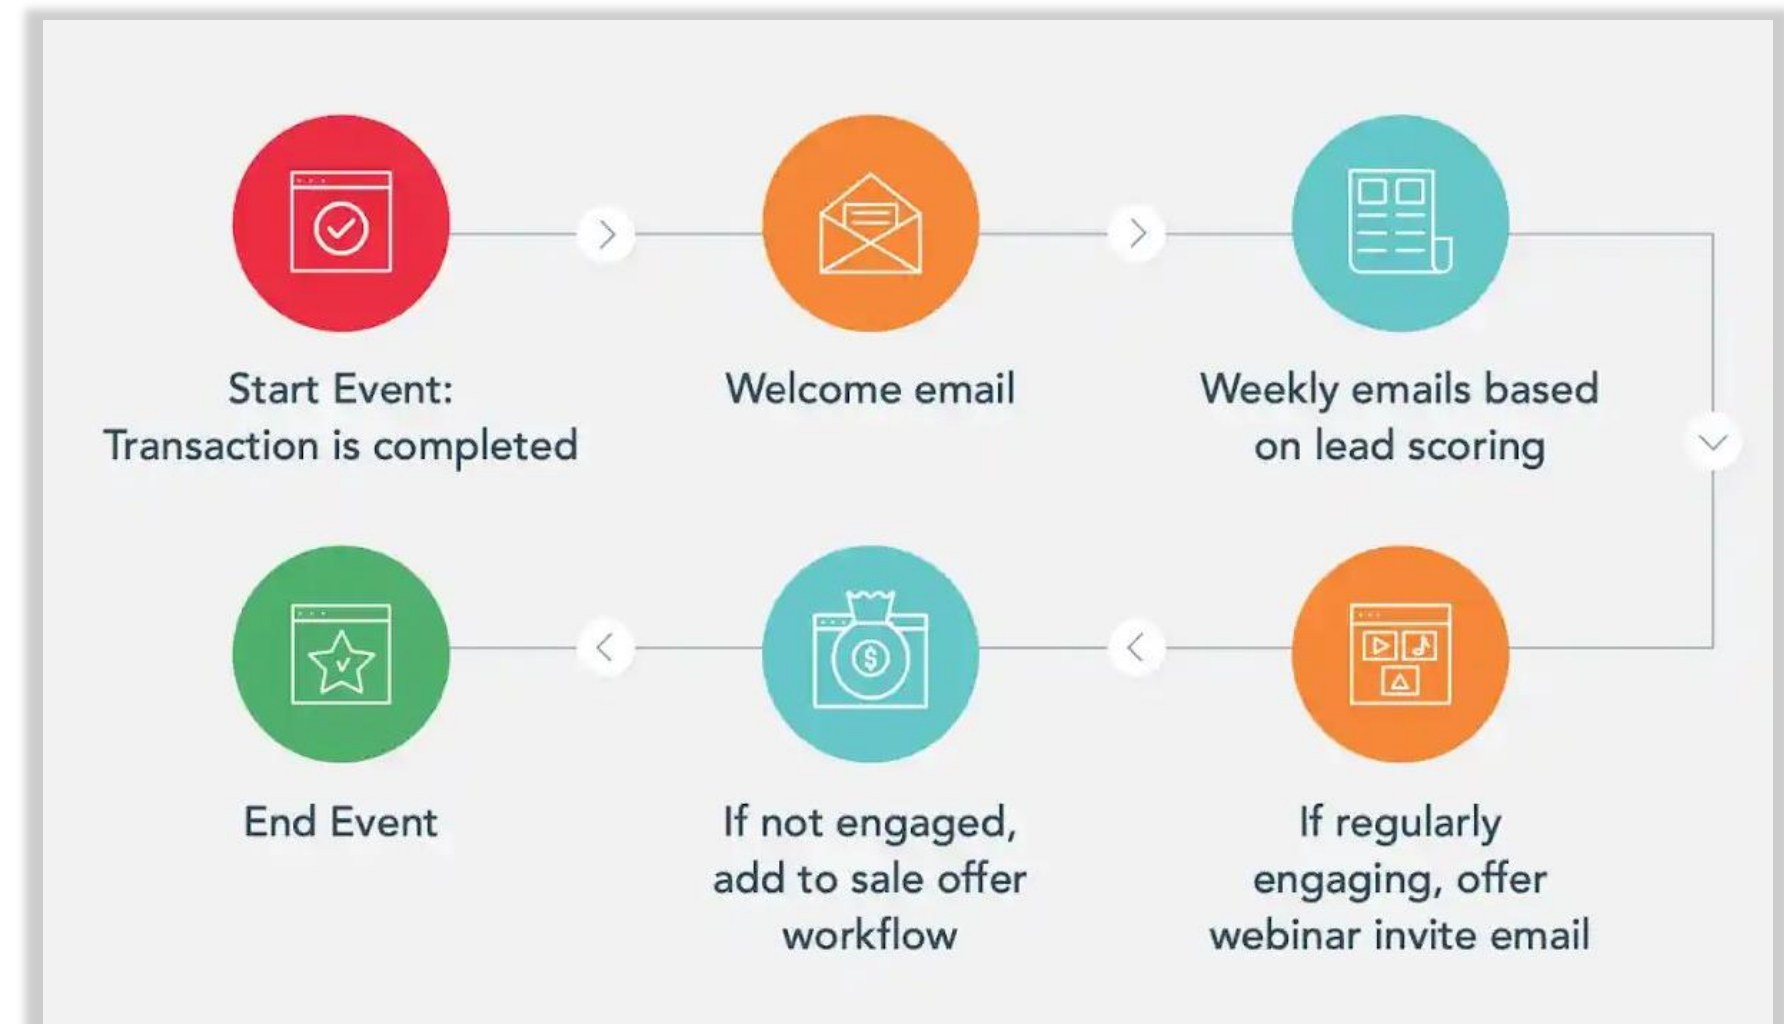 Start Event:
Transaction is completed
Welcome email
Weekly emails based
on lead scoring
If regularly
engaging, offer
webinar invite email
If not engaged,
add to sale offer
workflow
End Event